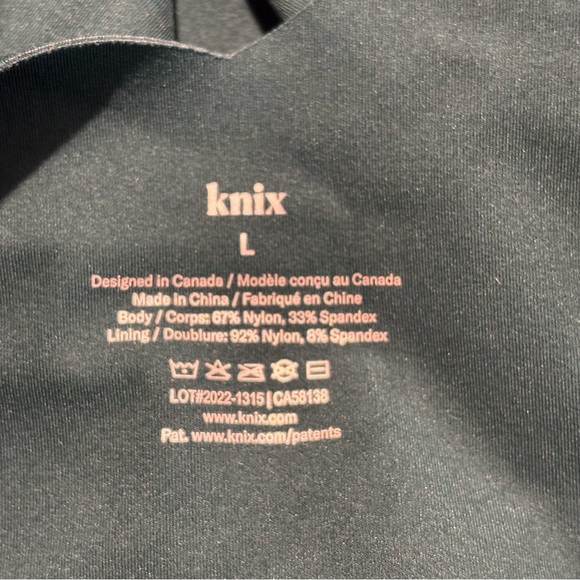 knix
L
Designed in Canada / Modèle conçu au Canada
Made in China / Fabriqué en Chine
Body / Corps: 67% Nylon, 33% Spandex
Lining / Doublure: 92% Nylon, 8% Spandex
LOT#2022-1315 | CA58138
www.knix.com
Pat. www.knix.com/patents